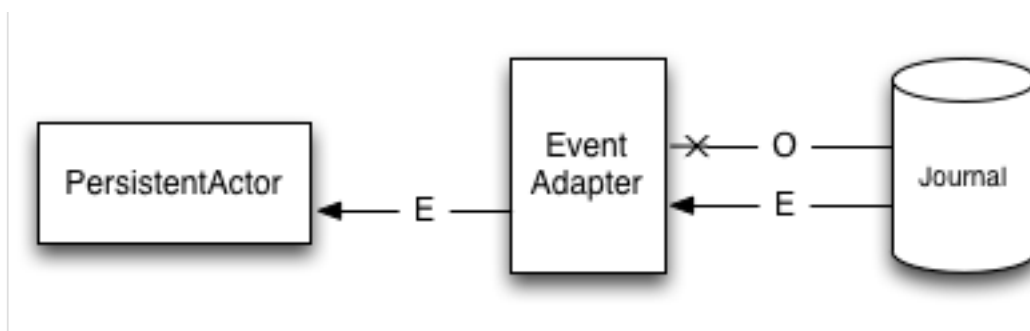 PersistentActor
E
Event
Adapter
O
E
Journal